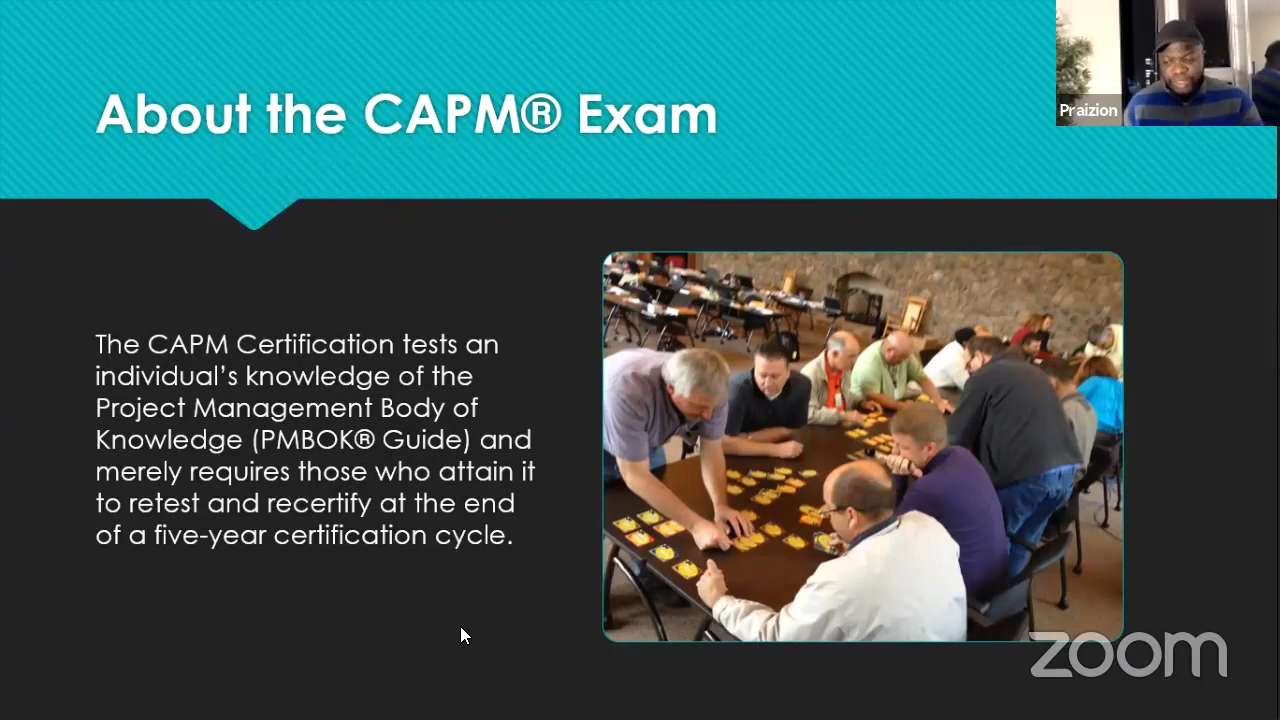 About the CAPM® Exam
Praizion
The CAPM Certification tests an
individual’s knowledge of the
Project Management Body of
Knowledge (PMBOK® Guide) and
merely requires those who attain it
to retest and recertify at the end
of a five-year certification cycle.
zoom